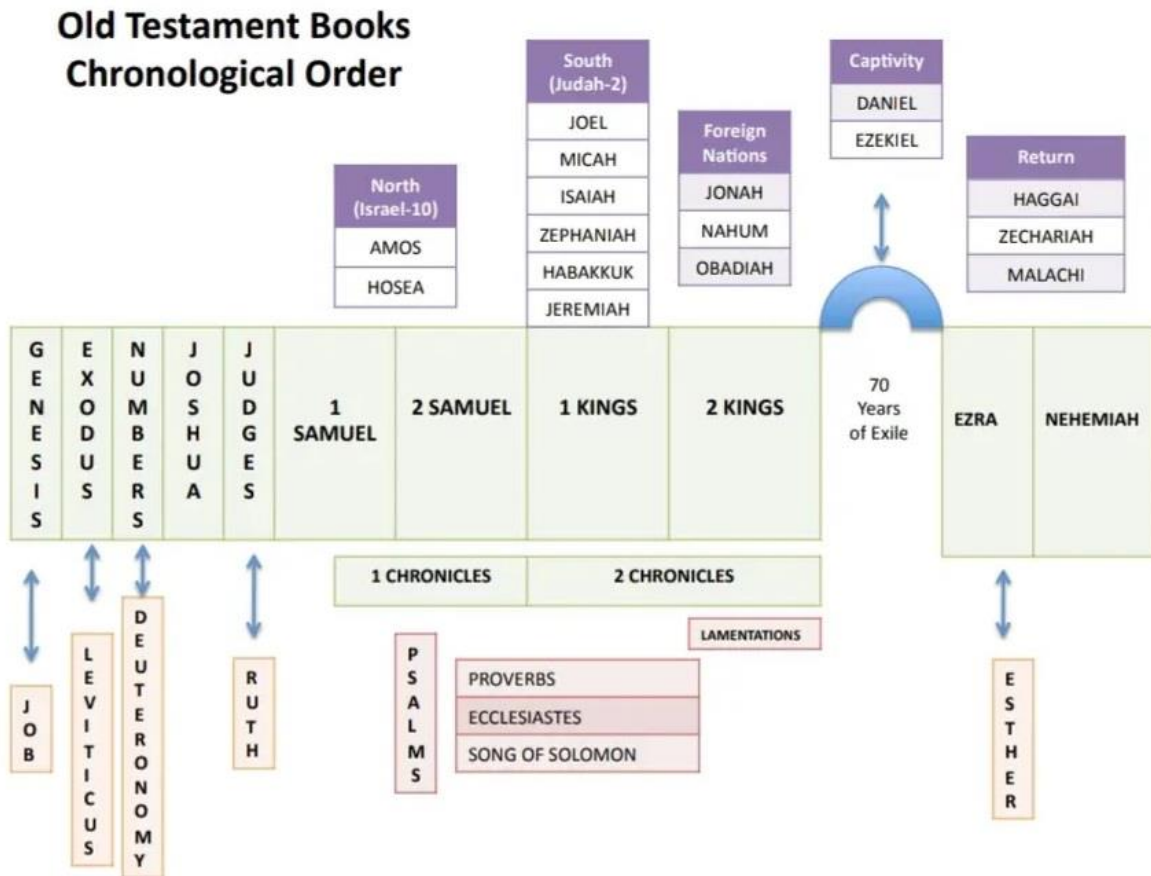 Old Testament Books
Chronological Order
North
(Israel-10)
AMOS
HOSEA
South
(Judah-2)
JOEL
MICAH
ISAIAH
ZEPHANIAH
HABAKKUK
JEREMIAH
Foreign
Nations
JONAH
NAHUM
OBADIAH
Captivity
DANIEL
EZEKIEL
Return
HAGGAI
ZECHARIAH
MALACHI
GENESIS
EXODUS
NUMBERS
JOSHUA
JUDGES
1
SAMUEL
2 SAMUEL
1 KINGS
2 KINGS
70
Years
of Exile
EZRA
NEHEMIAH
1 CHRONICLES
2 CHRONICLES
LAMENTATIONS
JOB
LEVITICUS
DEUTERONOMY
RUTH
PSALMS
PROVERBS
ECCLESIASTES
SONG OF SOLOMON
ESTHER